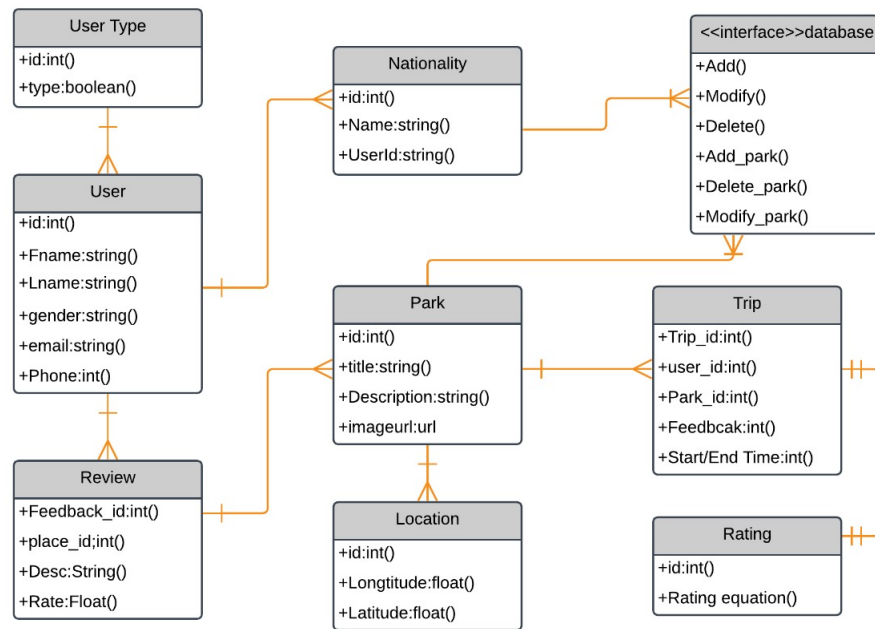 User Type
+id:int()
+type:boolean()
Nationality
+id:int()
+Name:string()
+UserId:string()
<<interface>>database
+Add()
+Modify()
+Delete()
+Add_park()
+Delete_park()
+Modify_park()
User
+id:int()
+Fname:string()
+Lname:string()
+gender:string()
+email:string()
+Phone:int()
Park
+id:int()
+title:string()
+Description:string()
+imageurl:url
Trip
+Trip_id:int()
+user_id:int()
+Park_id:int()
+Feedbcak:int()
+Start/End Time:int()
Review
+Feedback_id:int()
+place_id;int()
+Desc:String()
+Rate:Float()
Location
+id:int()
+Longtitude:float()
+Latitude:float()
Rating
+id:int()
+Rating equation()